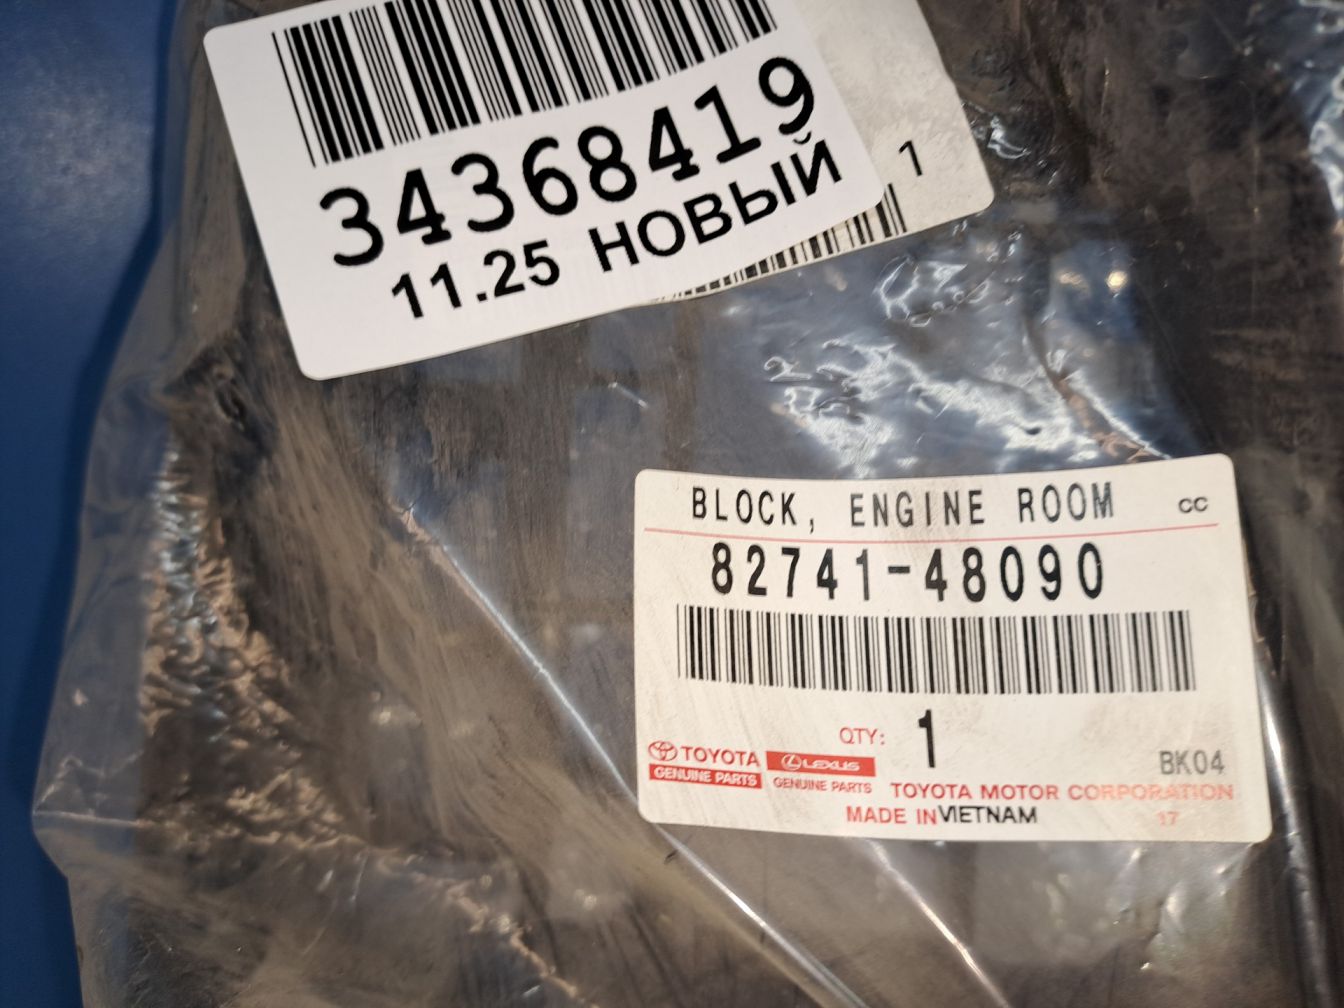 34368419
11.25 НОВЫЙ
1
BLOCK, ENGINE ROOM CC
82741-48090
QTY: 1
TOYOTA LEXUS BK04
GENUINE PARTS GENUINE PARTS TOYOTA MOTOR CORPORATION
MADE IN VIETNAM 17